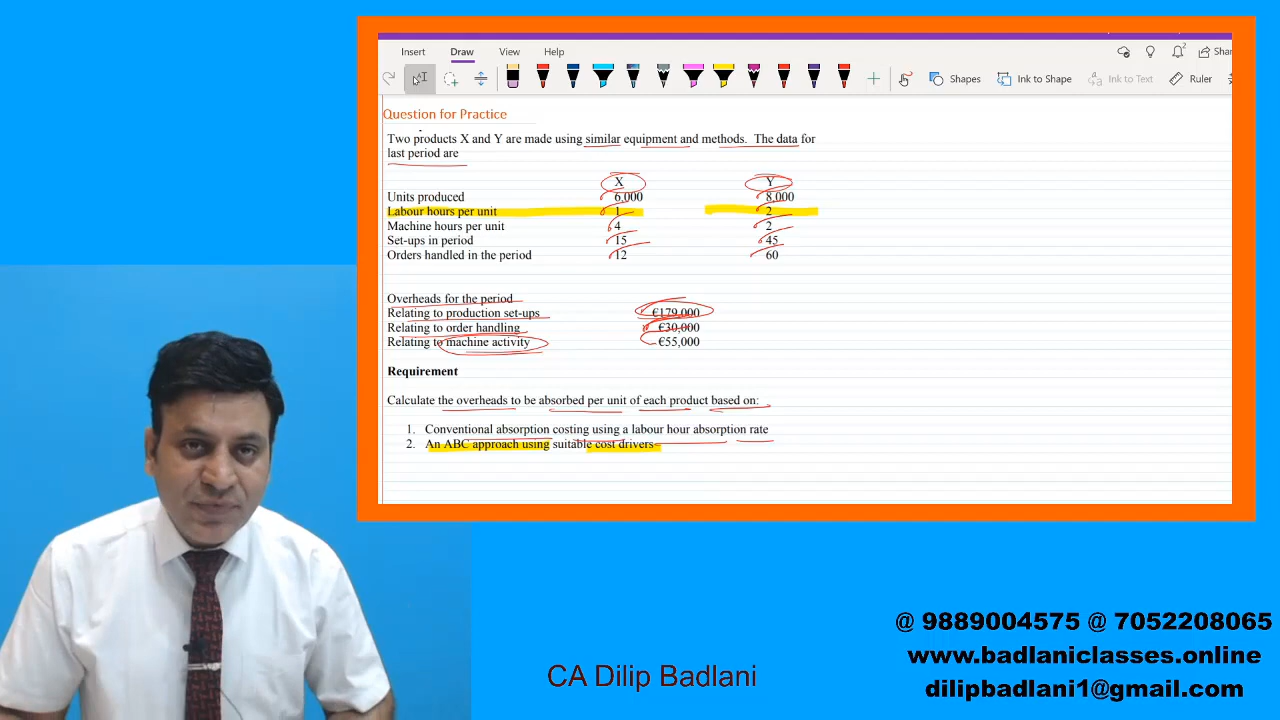 Insert Draw View Help Shar
Shapes Ink to Shape Ink to Text Ruler
Question for Practice
Two products X and Y are made using similar equipment and methods. The data for
last period are
X Y
Units produced 6,000 8,000
Labour hours per unit 1 2
Machine hours per unit 4 2
Set-ups in period 15 45
Orders handled in the period 12 60
Overheads for the period
Relating to production set-ups €179,000
Relating to order handling €30,000
Relating to machine activity €55,000
Requirement
Calculate the overheads to be absorbed per unit of each product based on:
1. Conventional absorption costing using a labour hour absorption rate
2. An ABC approach using suitable cost drivers
@ 9889004575 @ 7052208065
www.badlaniclasses.online
CA Dilip Badlani
dilipbadlani1@gmail.com